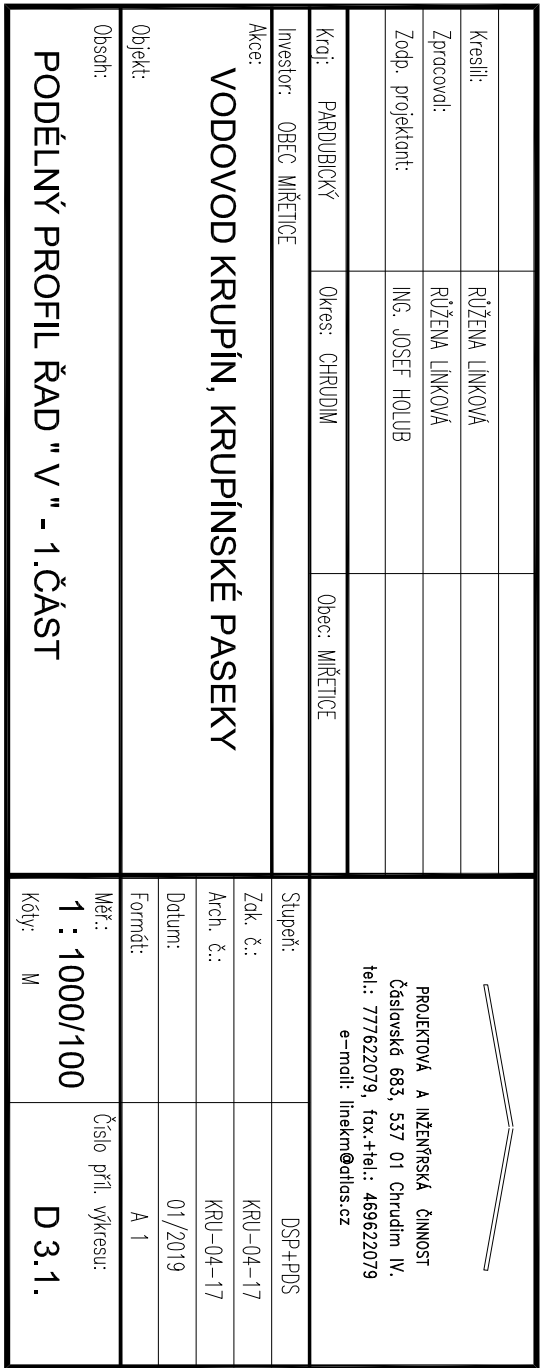 Kreslil: RŮŽENA LÍNKOVÁ
Zpracoval: RŮŽENA LÍNKOVÁ
Zodp. projektant: ING. JOSEF HOLUB
Kraj: PARDUBICKÝ Okres: CHRUDIM Obec: MIŘETICE
Investor: OBEC MIŘETICE
Akce:
VODOVOD KRUPÍN, KRUPÍNSKÉ PASEKY
Objekt:
Obsah:
PODÉLNÝ PROFIL ŘAD " V " - 1.ČÁST
PROJEKTOVÁ A INŽENÝRSKÁ ČINNOST
Čáslavská 683, 537 01 Chrudim IV.
tel.: 777622079, fax.+tel.: 469622079
e-mail: linekm@atlas.cz
Stupeň: DSP+PDS
Zak. č.: KRU-04-17
Arch. č.: KRU-04-17
Datum: 01/2019
Formát: A 1
Měř.: Číslo příl. výkresu:
1 : 1000/100 D 3.1.
Kóty: M